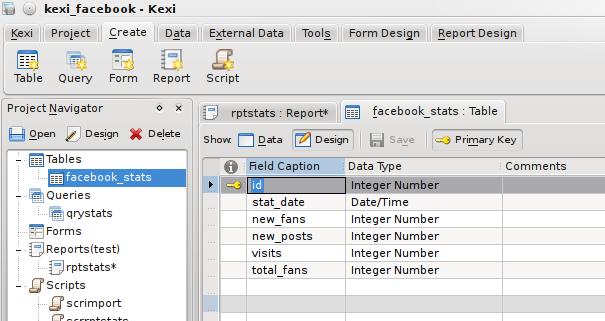 kexi_facebook - Kexi
Kexi Project Create Data External Data Tools Form Design Report Design
Table Query Form Report Script
Project Navigator
Open Design Delete
Tables
facebook_stats
Queries
qrystats
Forms
Reports(test)
rptstats*
Scripts
scrimport
rptstats : Report* facebook_stats : Table
Show: Data Design Save Primary Key
Field Caption Data Type Comments
id Integer Number
stat_date Date/Time
new_fans Integer Number
new_posts Integer Number
visits Integer Number
total_fans Integer Number